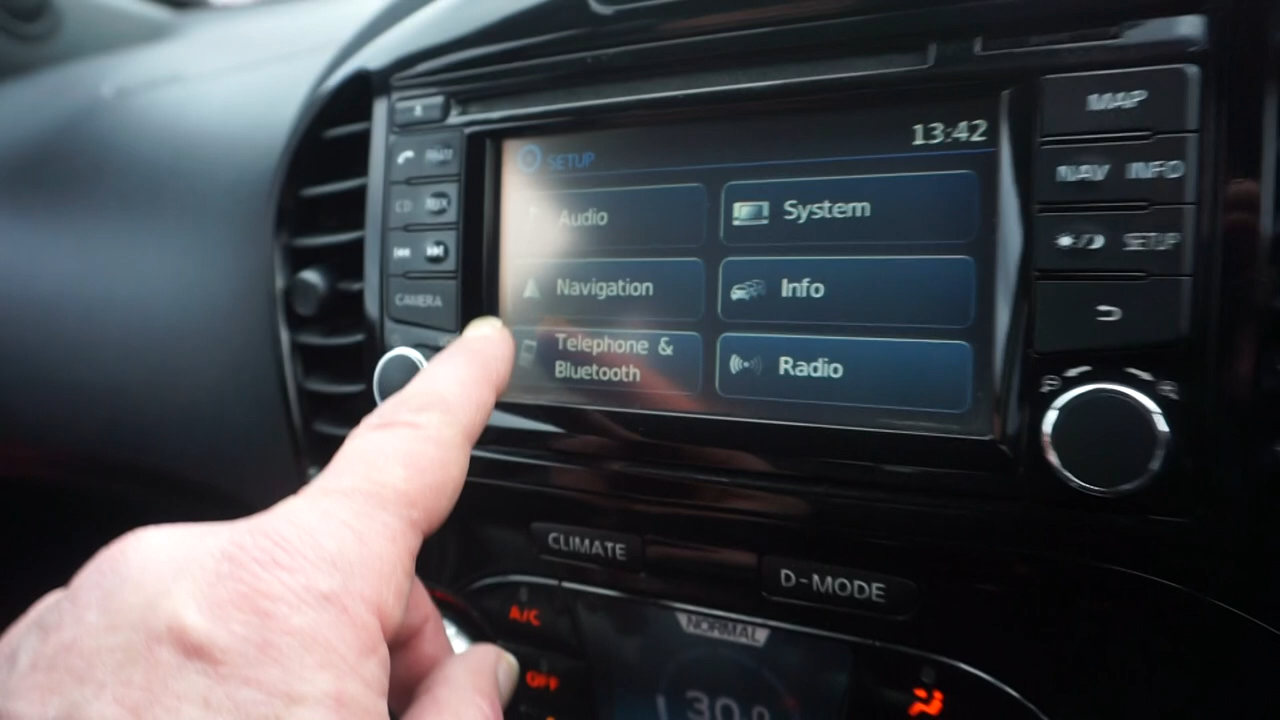 13:42
SETUP
Audio
System
Navigation
Info
Telephone &
Bluetooth
Radio
CD AUX
CAMERA
MAP
NAV INFO
SETUP
CLIMATE
D-MODE
A/C
NORMAL
OFF
30.0